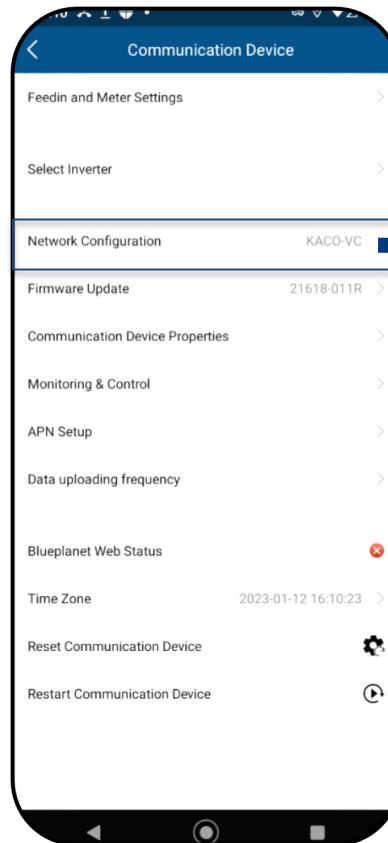 Communication Device
Feedin and Meter Settings
Select Inverter
Network Configuration KACO-VC
Firmware Update 21618-011R
Communication Device Properties
Monitoring & Control
APN Setup
Data uploading frequency
Blueplanet Web Status
Time Zone 2023-01-12 16:10:23
Reset Communication Device
Restart Communication Device